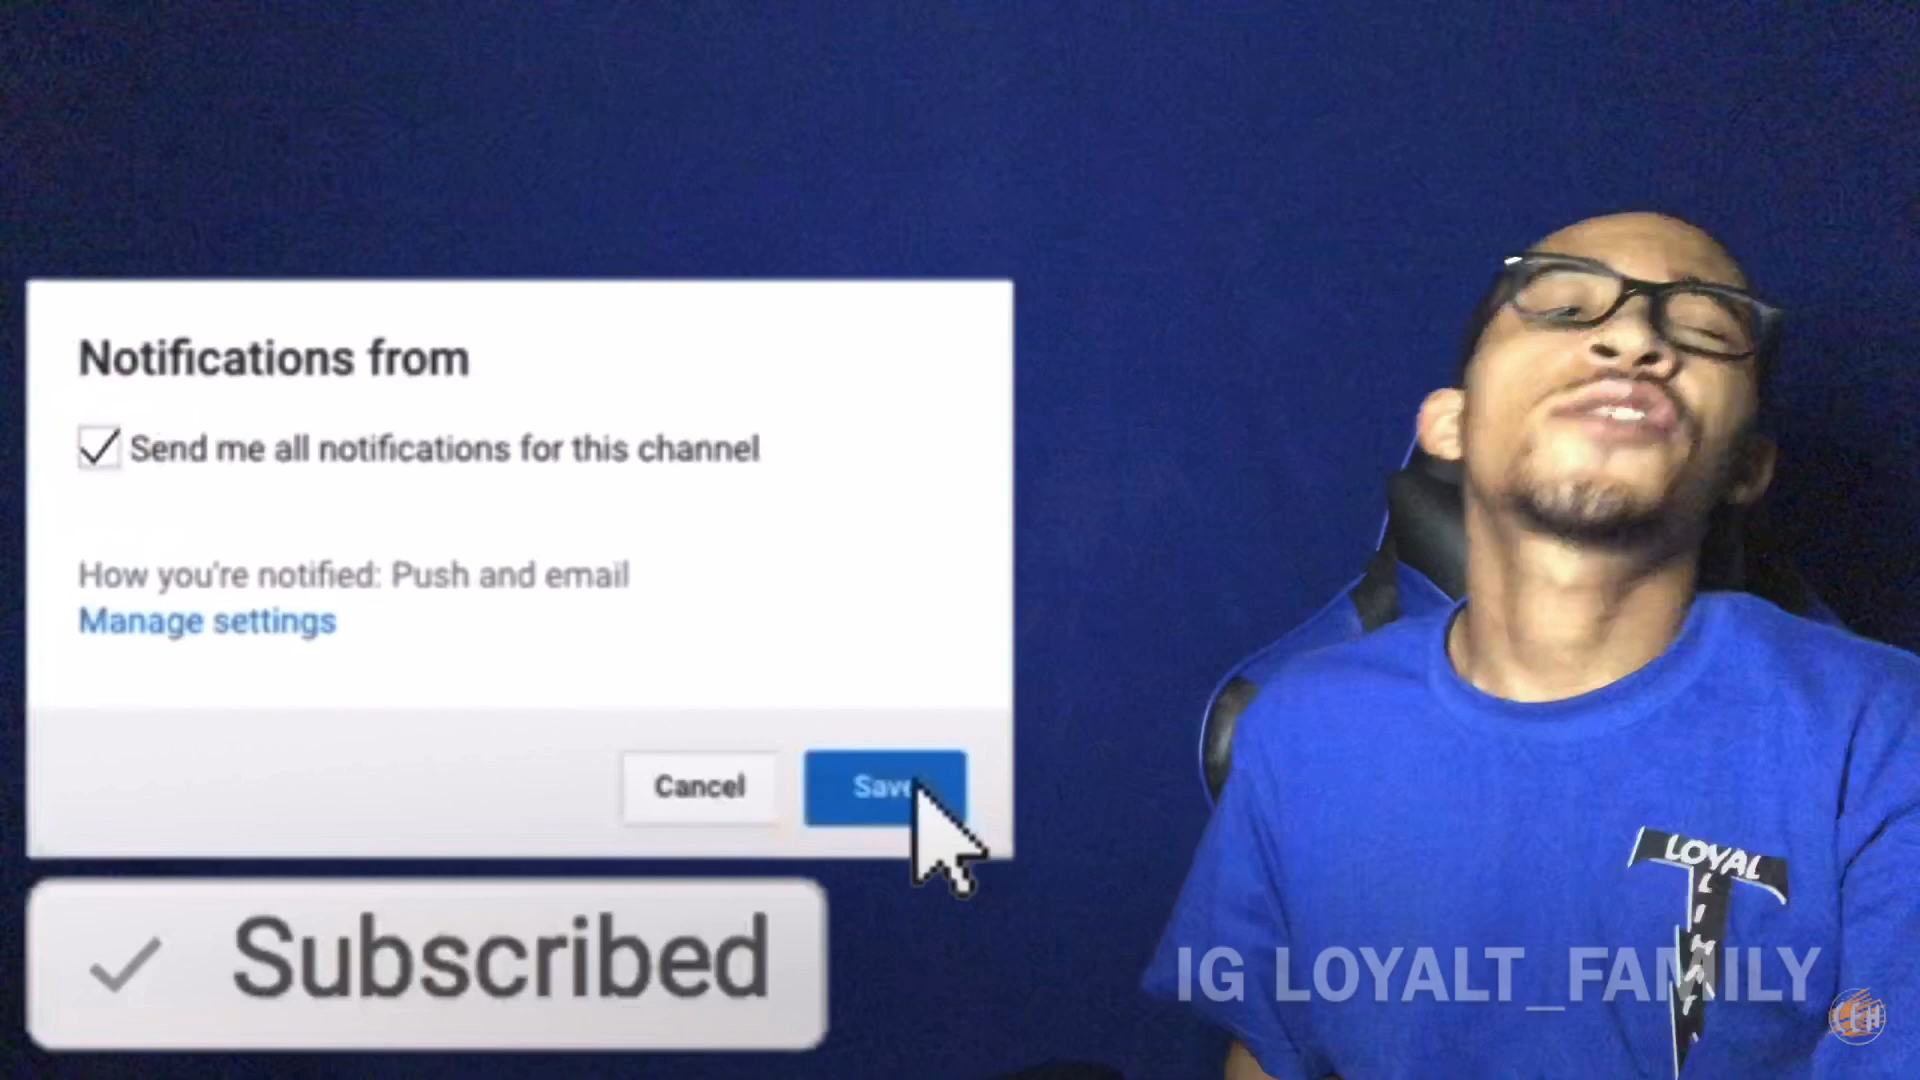 Notifications from
Send me all notifications for this channel
How you're notified: Push and email
Manage settings
Cancel
Save
Subscribed
LOYAL
IG LOYALT_FAMILY